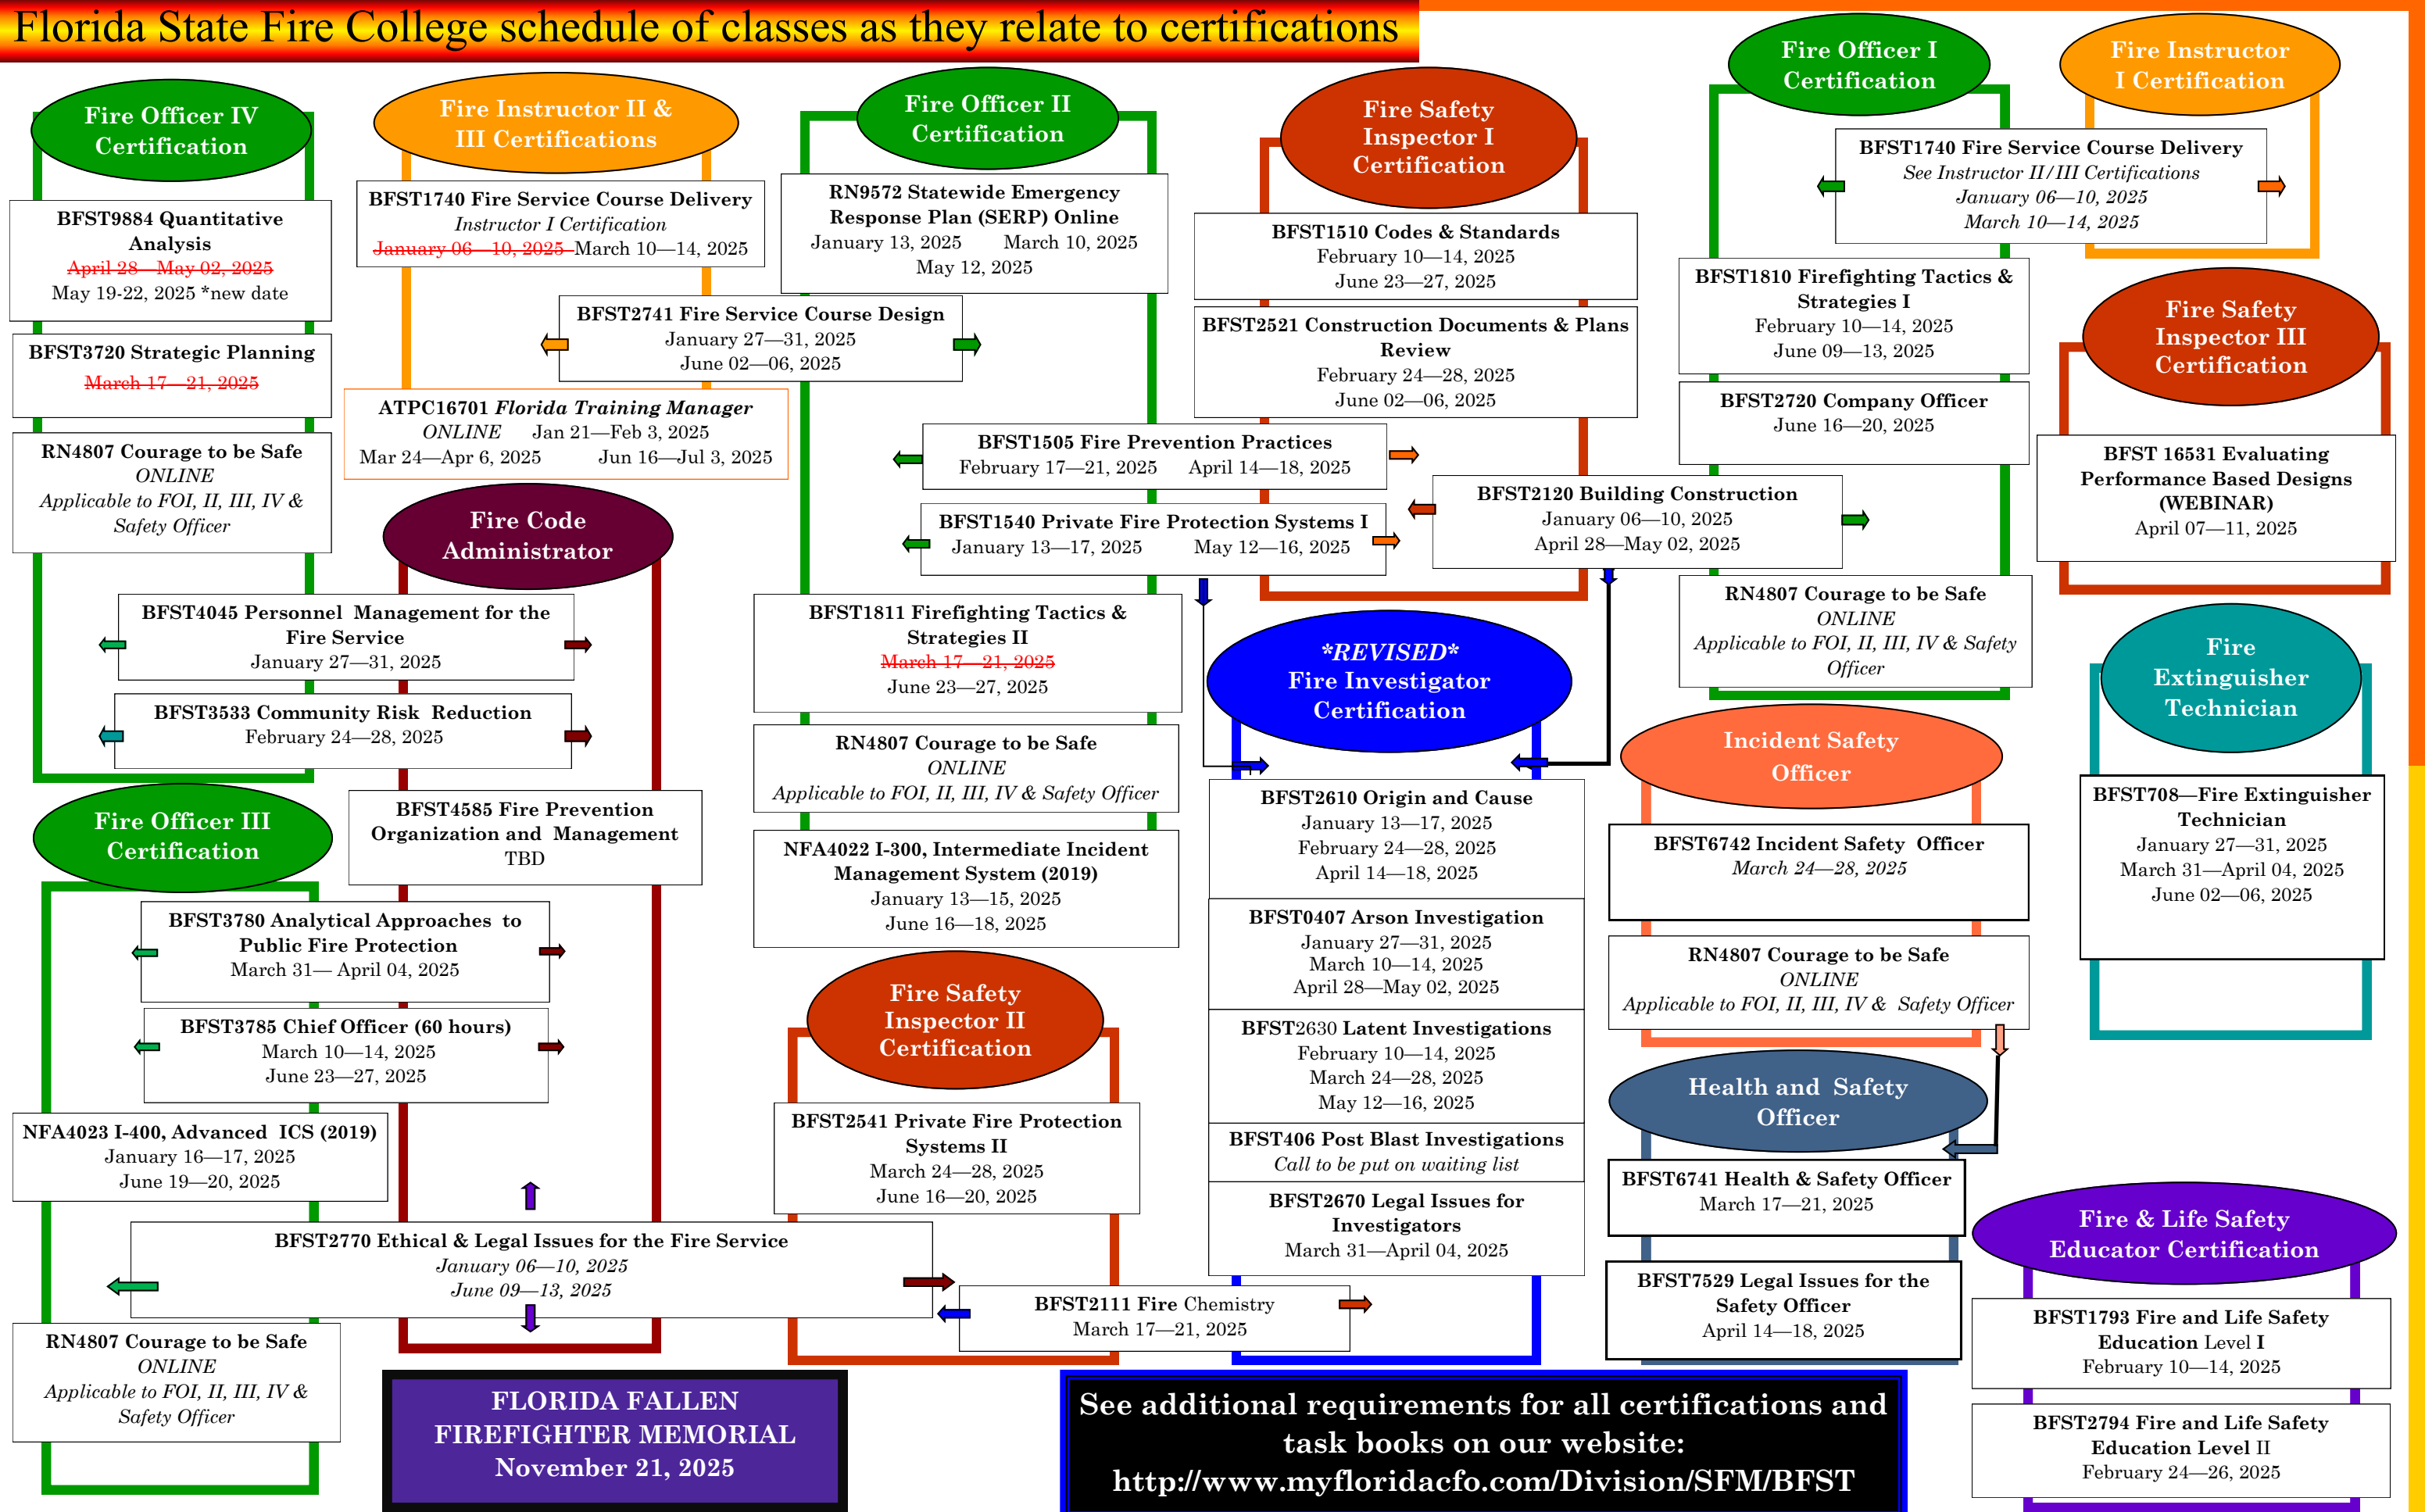 Florida State Fire College schedule of classes as they relate to certifications
Fire Officer IV
Certification
BFST9884 Quantitative
Analysis
April 28—May 02, 2025
May 19-22, 2025 *new date
BFST3720 Strategic Planning
March 17—21, 2025
RN4807 Courage to be Safe
ONLINE
Applicable to FOI, II, III, IV &
Safety Officer
BFST4045 Personnel Management for the
Fire Service
January 27—31, 2025
BFST3533 Community Risk Reduction
February 24—28, 2025
Fire Officer III
Certification
BFST3780 Analytical Approaches to
Public Fire Protection
March 31— April 04, 2025
BFST3785 Chief Officer (60 hours)
March 10—14, 2025
June 23—27, 2025
NFA4023 I-400, Advanced ICS (2019)
January 16—17, 2025
June 19—20, 2025
BFST2770 Ethical & Legal Issues for the Fire Service
January 06—10, 2025
June 09—13, 2025
RN4807 Courage to be Safe
ONLINE
Applicable to FOI, II, III, IV &
Safety Officer
Fire Instructor II &
III Certifications
BFST1740 Fire Service Course Delivery
Instructor I Certification
January 06—10, 2025 March 10—14, 2025
BFST2741 Fire Service Course Design
January 27—31, 2025
June 02—06, 2025
ATPC16701 Florida Training Manager
ONLINE Jan 21—Feb 3, 2025
Mar 24—Apr 6, 2025 Jun 16—Jul 3, 2025
Fire Code
Administrator
BFST4585 Fire Prevention
Organization and Management
TBD
FLORIDA FALLEN
FIREFIGHTER MEMORIAL
November 21, 2025
Fire Officer II
Certification
RN9572 Statewide Emergency
Response Plan (SERP) Online
January 13, 2025 March 10, 2025
May 12, 2025
BFST1505 Fire Prevention Practices
February 17—21, 2025 April 14—18, 2025
BFST1540 Private Fire Protection Systems I
January 13—17, 2025 May 12—16, 2025
BFST1811 Firefighting Tactics &
Strategies II
March 17—21, 2025
June 23—27, 2025
RN4807 Courage to be Safe
ONLINE
Applicable to FOI, II, III, IV & Safety Officer
NFA4022 I-300, Intermediate Incident
Management System (2019)
January 13—15, 2025
June 16—18, 2025
Fire Safety
Inspector II
Certification
BFST2541 Private Fire Protection
Systems II
March 24—28, 2025
June 16—20, 2025
BFST2111 Fire Chemistry
March 17—21, 2025
Fire Safety
Inspector I
Certification
BFST1510 Codes & Standards
February 10—14, 2025
June 23—27, 2025
BFST2521 Construction Documents & Plans
Review
February 24—28, 2025
June 02—06, 2025
BFST2120 Building Construction
January 06—10, 2025
April 28—May 02, 2025
*REVISED*
Fire Investigator
Certification
BFST2610 Origin and Cause
January 13—17, 2025
February 24—28, 2025
April 14—18, 2025
BFST0407 Arson Investigation
January 27—31, 2025
March 10—14, 2025
April 28—May 02, 2025
BFST2630 Latent Investigations
February 10—14, 2025
March 24—28, 2025
May 12—16, 2025
BFST406 Post Blast Investigations
Call to be put on waiting list
BFST2670 Legal Issues for
Investigators
March 31—April 04, 2025
See additional requirements for all certifications and
task books on our website:
http://www.myfloridacfo.com/Division/SFM/BFST
Fire Officer I
Certification
BFST1740 Fire Service Course Delivery
See Instructor II/III Certifications
January 06—10, 2025
March 10—14, 2025
BFST1810 Firefighting Tactics &
Strategies I
February 10—14, 2025
June 09—13, 2025
BFST2720 Company Officer
June 16—20, 2025
RN4807 Courage to be Safe
ONLINE
Applicable to FOI, II, III, IV & Safety
Officer
Incident Safety
Officer
BFST6742 Incident Safety Officer
March 24—28, 2025
RN4807 Courage to be Safe
ONLINE
Applicable to FOI, II, III, IV & Safety Officer
Health and Safety
Officer
BFST6741 Health & Safety Officer
March 17—21, 2025
BFST7529 Legal Issues for the
Safety Officer
April 14—18, 2025
Fire Instructor
I Certification
Fire Safety
Inspector III
Certification
BFST 16531 Evaluating
Performance Based Designs
(WEBINAR)
April 07—11, 2025
Fire
Extinguisher
Technician
BFST708—Fire Extinguisher
Technician
January 27—31, 2025
March 31—April 04, 2025
June 02—06, 2025
Fire & Life Safety
Educator Certification
BFST1793 Fire and Life Safety
Education Level I
February 10—14, 2025
BFST2794 Fire and Life Safety
Education Level II
February 24—26, 2025